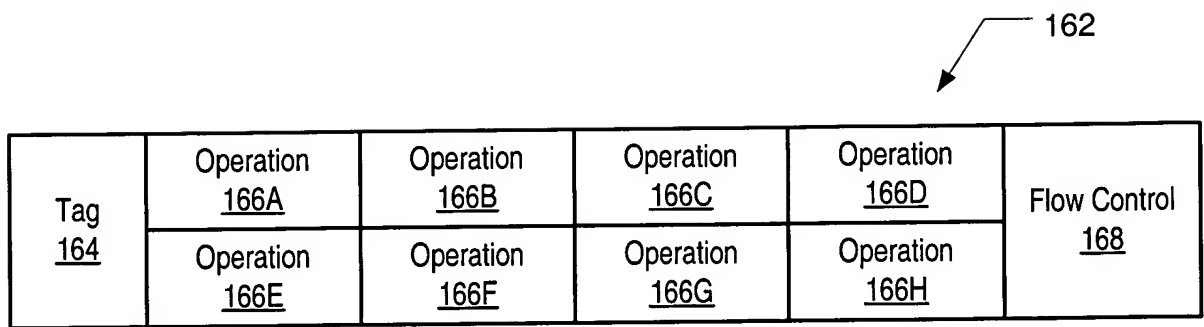 162
Tag
164
Operation
166A
Operation
166B
Operation
166C
Operation
166D
Operation
166E
Operation
166F
Operation
166G
Operation
166H
Flow Control
168